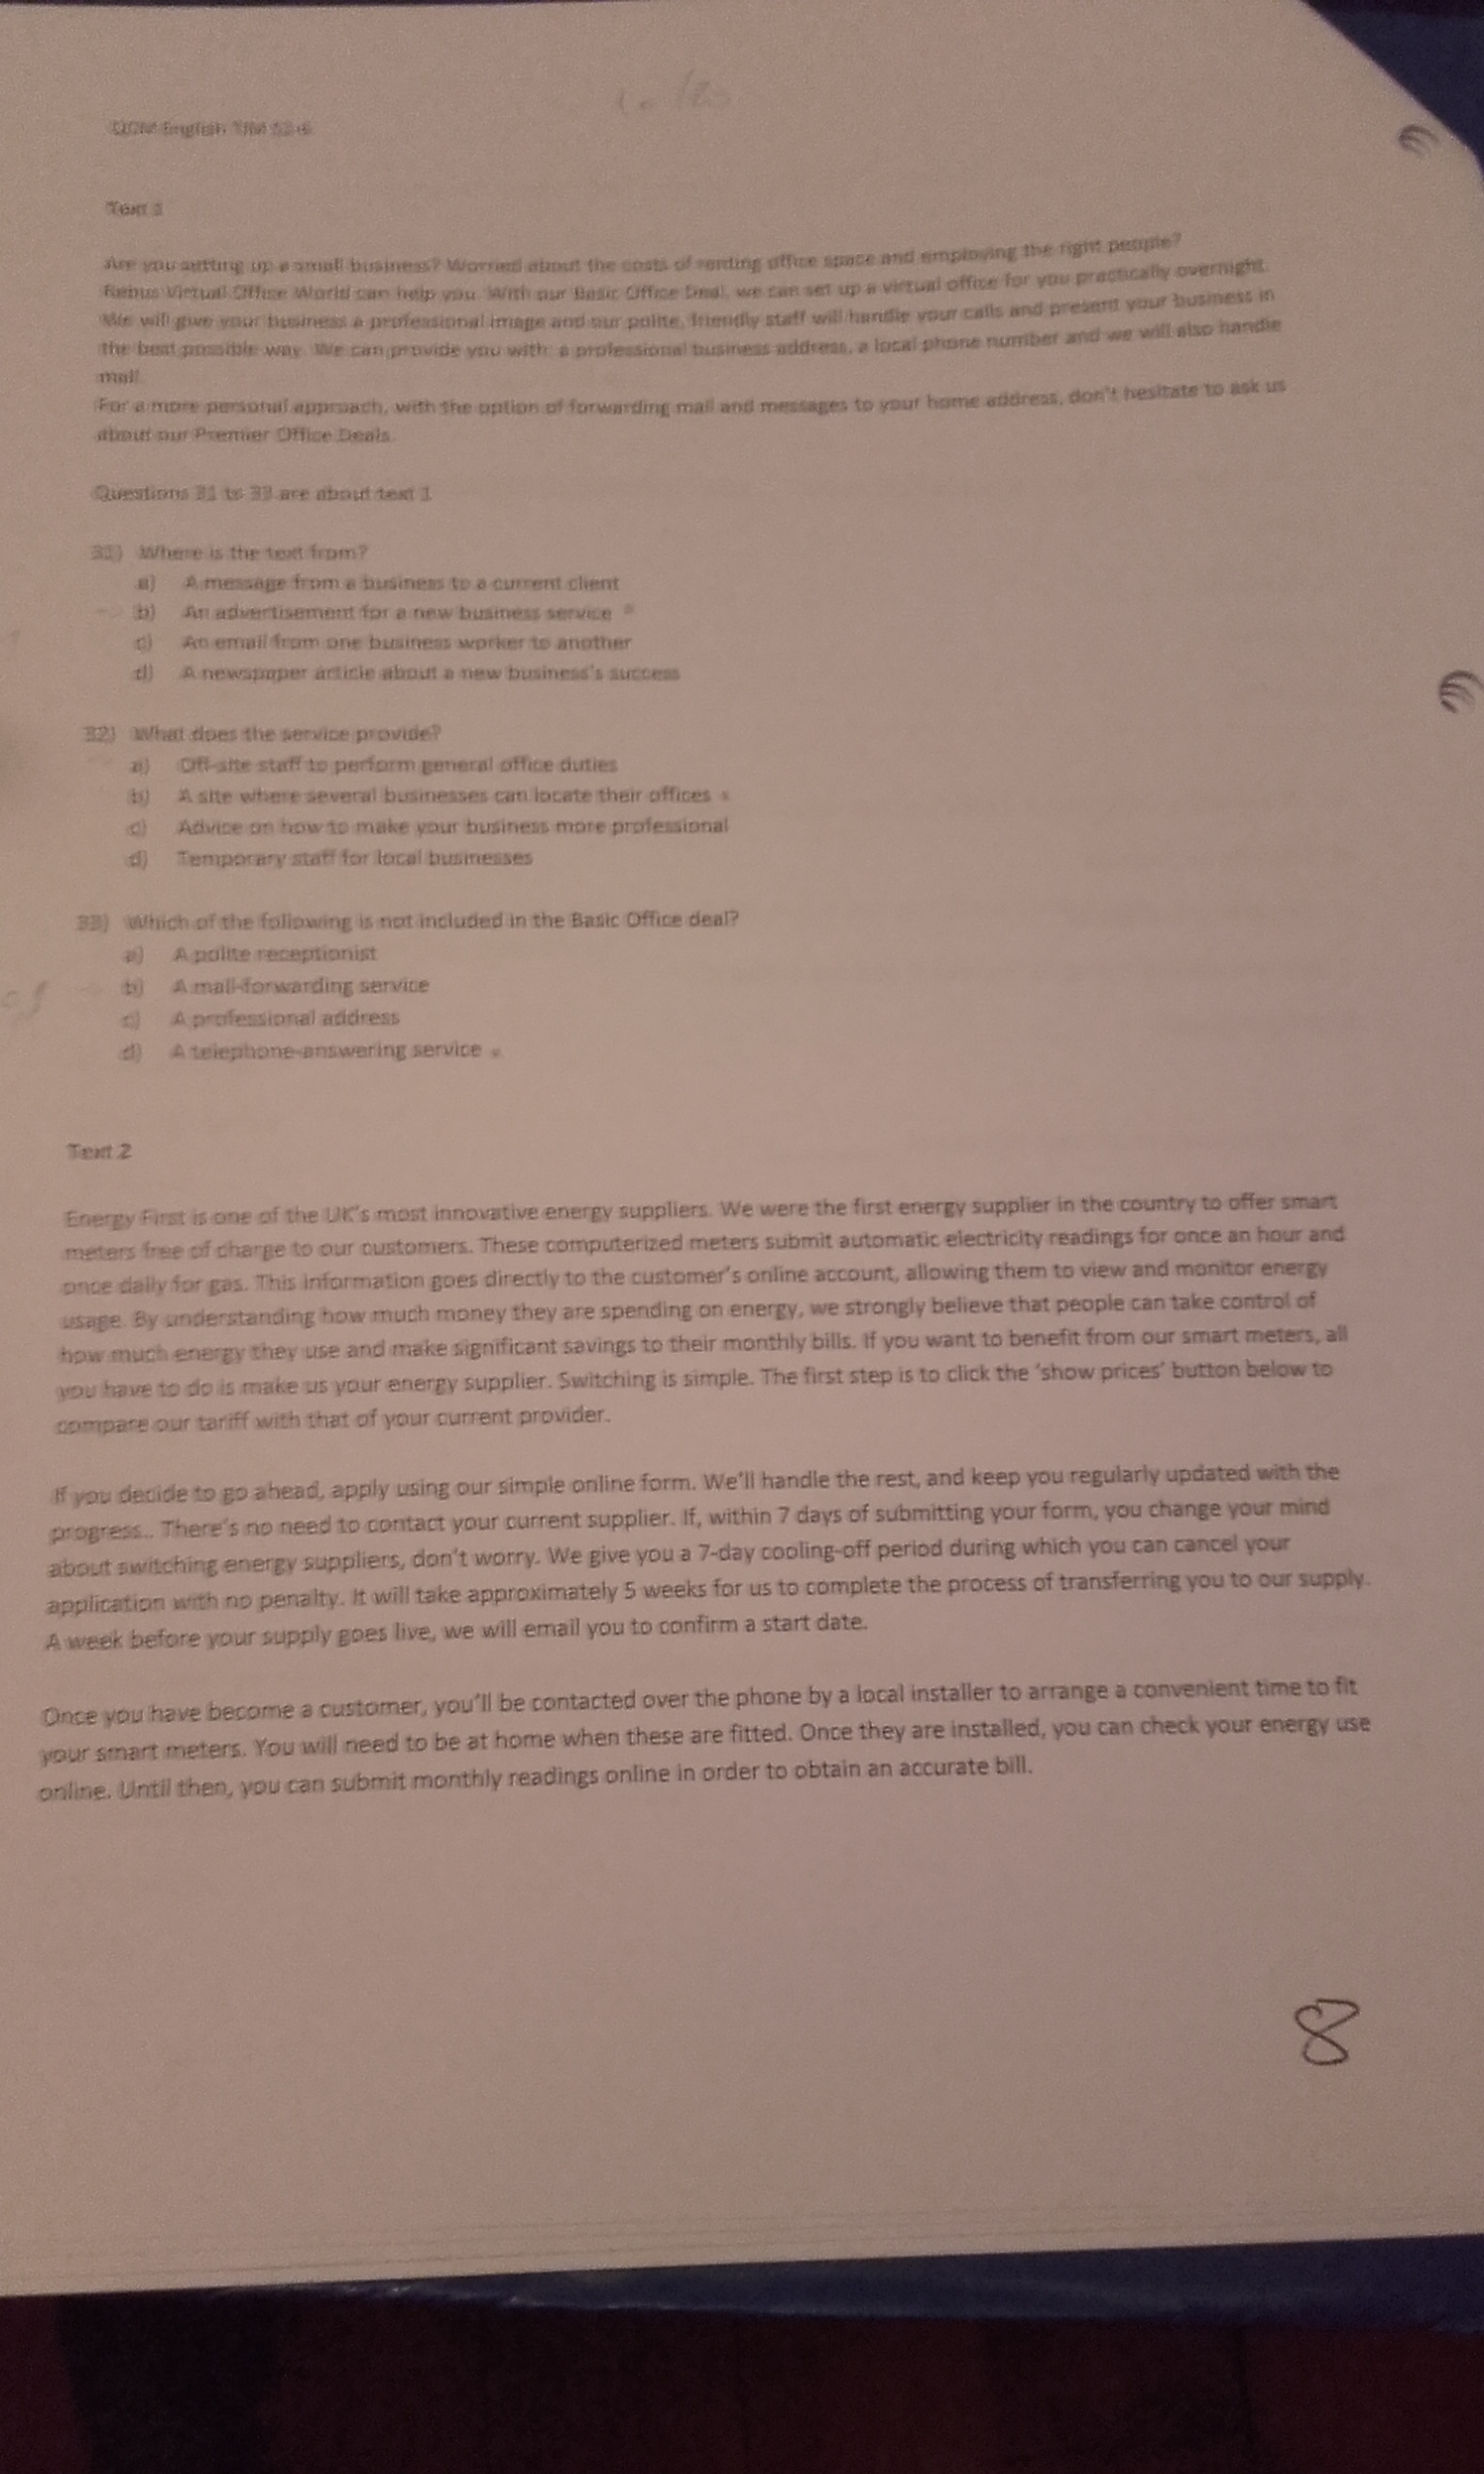 English TIM S2-6
Text 1
Are you setting up a small business? Worried about the costs of renting office space and employing the right people?
Rebus Virtual Office World can help you. With our Basic Office Deal, we can set up a virtual office for you practically overnight.
We will give your business a professional image and our polite, friendly staff will handle your calls and present your business in
the best possible way. We can provide you with: a professional business address, a local phone number and we will also handle
mail.
For a more personal approach, with the option of forwarding mail and messages to your home address, don't hesitate to ask us
about our Premier Office Deals.
Questions 31 to 33 are about text 1
31) Where is the text from?
a) A message from a business to a current client
b) An advertisement for a new business service
c) An email from one business worker to another
d) A newspaper article about a new business's success
32) What does the service provide?
a) Off-site staff to perform general office duties
b) A site where several businesses can locate their offices
c) Advice on how to make your business more professional
d) Temporary staff for local businesses
33) Which of the following is not included in the Basic Office deal?
a) A polite receptionist
b) A mail-forwarding service
c) A professional address
d) A telephone-answering service
Text 2
Energy First is one of the UK's most innovative energy suppliers. We were the first energy supplier in the country to offer smart
meters free of charge to our customers. These computerized meters submit automatic electricity readings for once an hour and
once daily for gas. This information goes directly to the customer's online account, allowing them to view and monitor energy
usage. By understanding how much money they are spending on energy, we strongly believe that people can take control of
how much energy they use and make significant savings to their monthly bills. If you want to benefit from our smart meters, all
you have to do is make us your energy supplier. Switching is simple. The first step is to click the 'show prices' button below to
compare our tariff with that of your current provider.
If you decide to go ahead, apply using our simple online form. We'll handle the rest, and keep you regularly updated with the
progress.. There's no need to contact your current supplier. If, within 7 days of submitting your form, you change your mind
about switching energy suppliers, don't worry. We give you a 7-day cooling-off period during which you can cancel your
application with no penalty. It will take approximately 5 weeks for us to complete the process of transferring you to our supply.
A week before your supply goes live, we will email you to confirm a start date.
Once you have become a customer, you'll be contacted over the phone by a local installer to arrange a convenient time to fit
your smart meters. You will need to be at home when these are fitted. Once they are installed, you can check your energy use
online. Until then, you can submit monthly readings online in order to obtain an accurate bill.
8